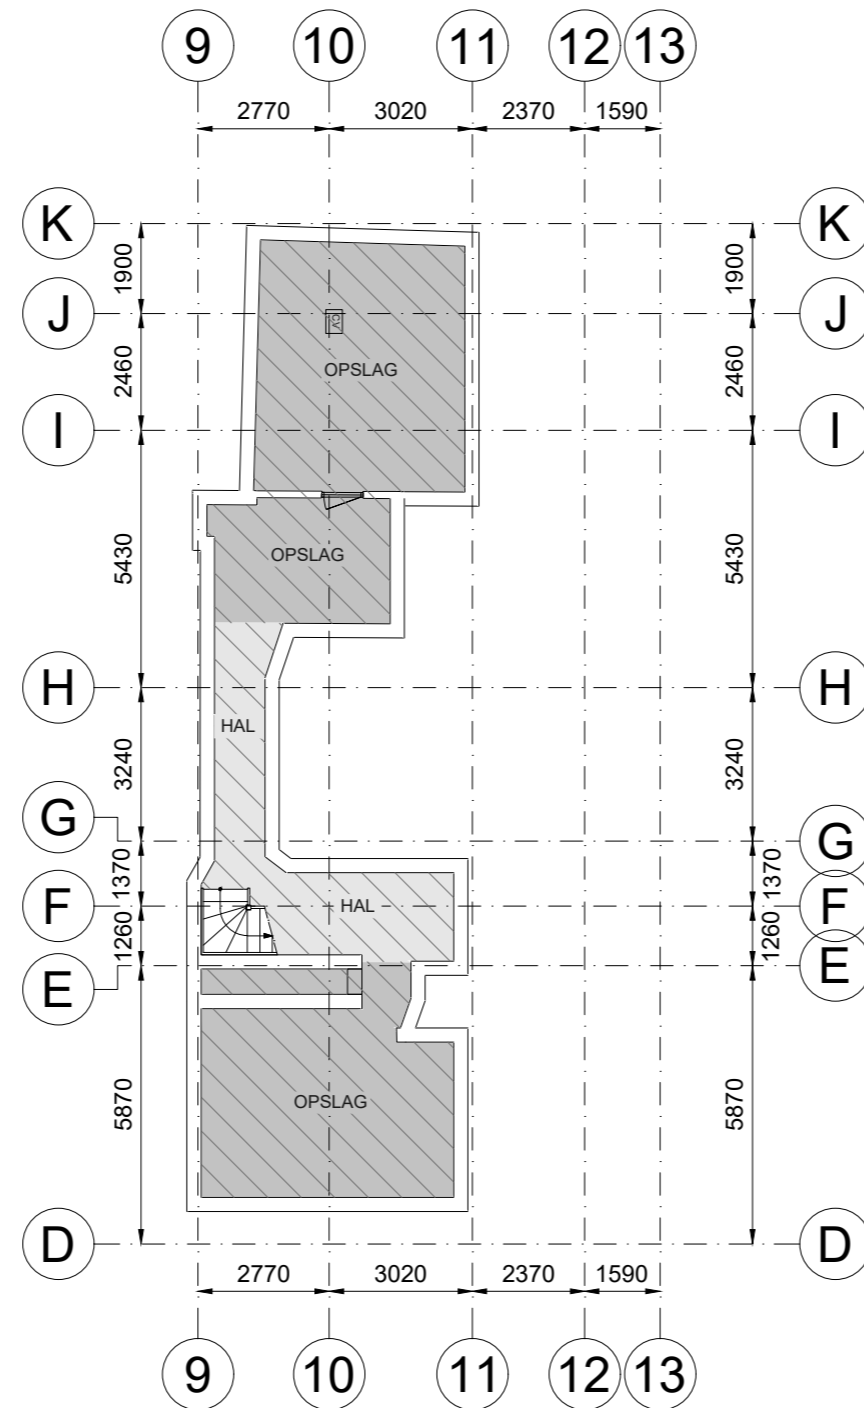 9 10 11 12 13
2770 3020 2370 1590
K K
1900 1900
J J
CV
2460 2460
OPSLAG
I I
5430 5430
OPSLAG
H H
HAL
3240 3240
G G
1370 1370
F HAL F
1260 1260
E E
5870 5870
OPSLAG
D D
2770 3020 2370 1590
9 10 11 12 13